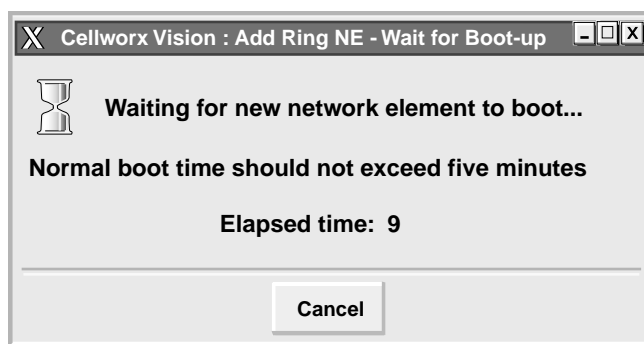 Cellworx Vision : Add Ring NE - Wait for Boot-up
Waiting for new network element to boot...
Normal boot time should not exceed five minutes
Elapsed time: 9
Cancel